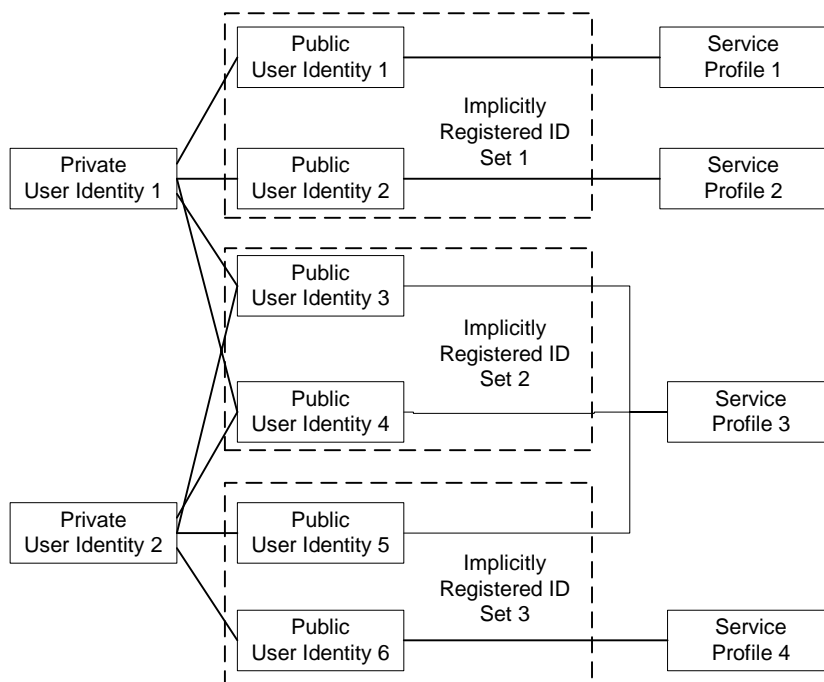 Public
User Identity 1
Service
Profile 1
Implicitly
Registered ID
Set 1
Private
User Identity 1
Public
User Identity 2
Service
Profile 2
Public
User Identity 3
Implicitly
Registered ID
Set 2
Public
User Identity 4
Service
Profile 3
Private
User Identity 2
Public
User Identity 5
Implicitly
Registered ID
Set 3
Public
User Identity 6
Service
Profile 4